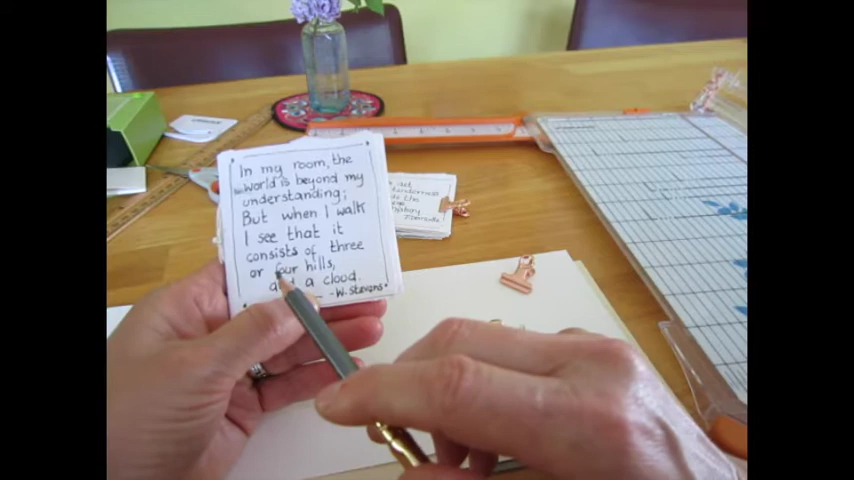 In my room, the
world is beyond my
understanding;
But when I walk
I see that it
consists of three
or four hills,
and a cloud.
-W. Stevens